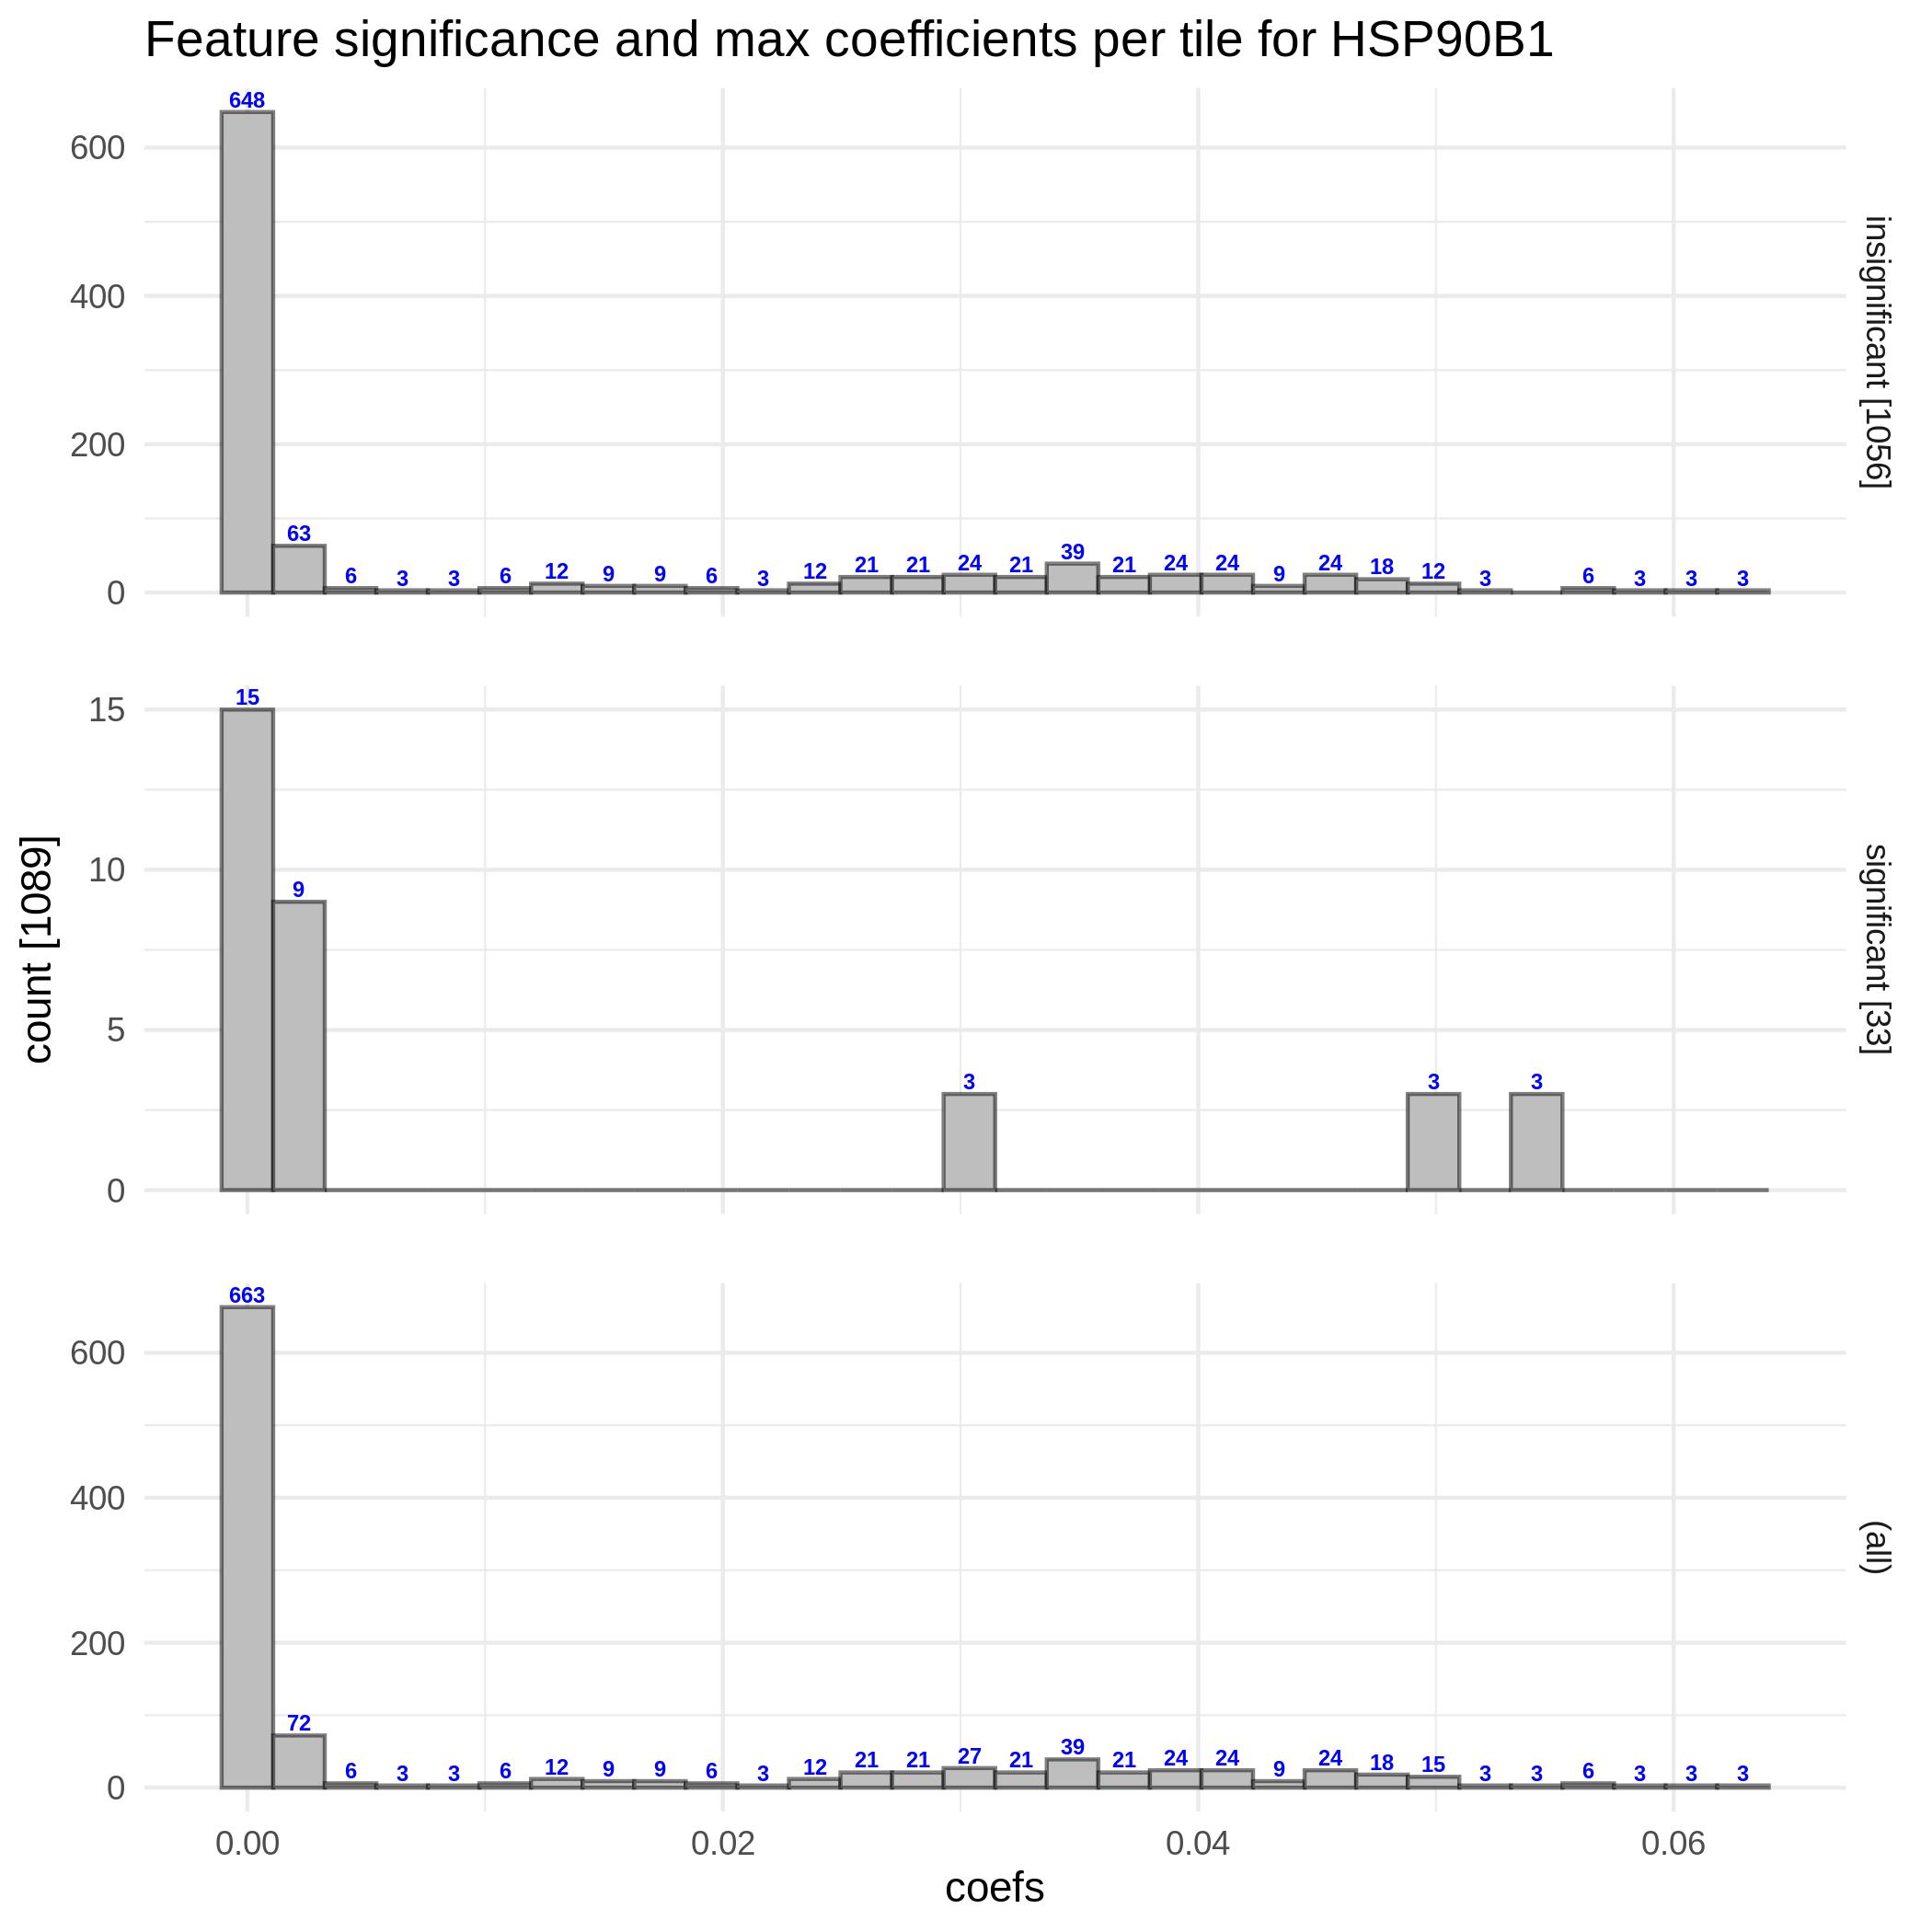 Feature significance and max coefficients per tile for HSP90B1
648
600
400
200
0
63 6 3 3 6 12 9 9 6 3 12 21 21 24 21 39 21 24 24 9 24 18 12 3 6 3 3 3
insignificant [1056]
15
15
10
5
0
9 3 3 3
significant [33]
count [1089]
663
600
400
200
0
72 6 3 3 6 12 9 9 6 3 12 21 21 27 21 39 21 24 24 9 24 18 15 3 3 6 3 3 3
(all)
0.00 0.02 0.04 0.06
coefs